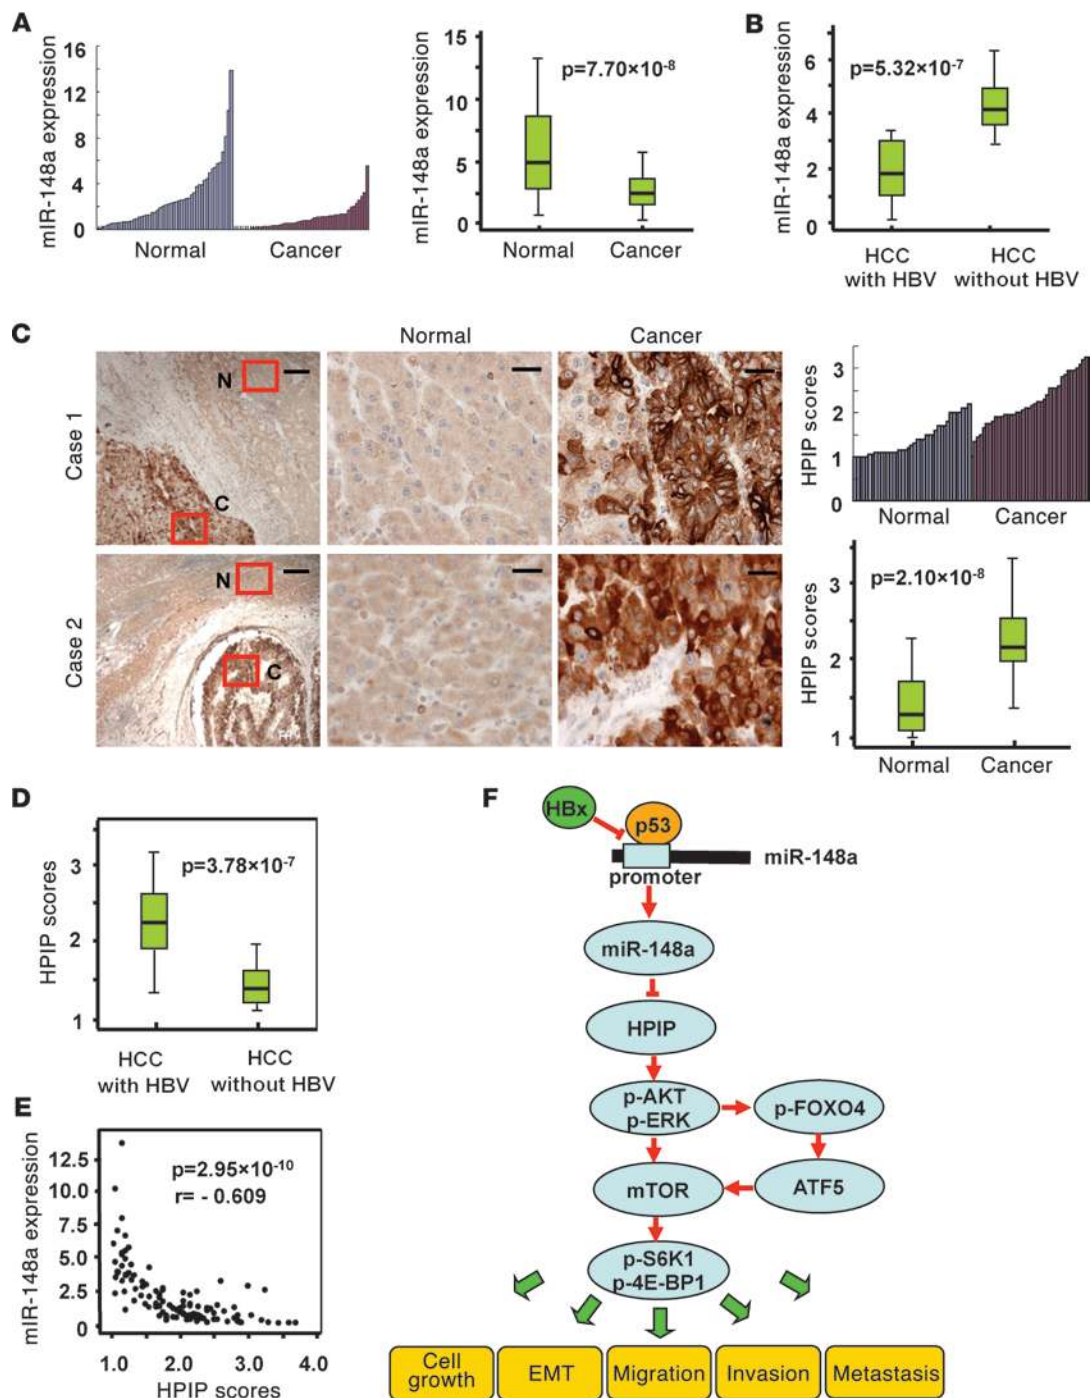 A
mIR-148a expression
16
12
8
4
0
Normal
Cancer
mIR-148a expression
15
10
5
0
p=7.70×10-8
Normal
Cancer
B
mIR-148a expression
6
4
2
0
p=5.32×10-7
HCC
with HBV
HCC
without HBV
C
Normal
Cancer
Case 1
N
C
Case 2
N
C
HPIP scores
3
2
1
0
Normal
Cancer
HPIP scores
3
2
1
p=2.10×10-8
Normal
Cancer
D
HPIP scores
3
2
1
p=3.78×10-7
HCC
with HBV
HCC
without HBV
E
mIR-148a expression
12.5
10.0
7.5
5.0
2.5
0
p=2.95×10-10
r= - 0.609
1.0
2.0
3.0
4.0
HPIP scores
F
HBx
p53
miR-148a
promoter
miR-148a
HPIP
p-AKT
p-ERK
p-FOXO4
mTOR
ATF5
p-S6K1
p-4E-BP1
Cell
growth
EMT
Migration
Invasion
Metastasis